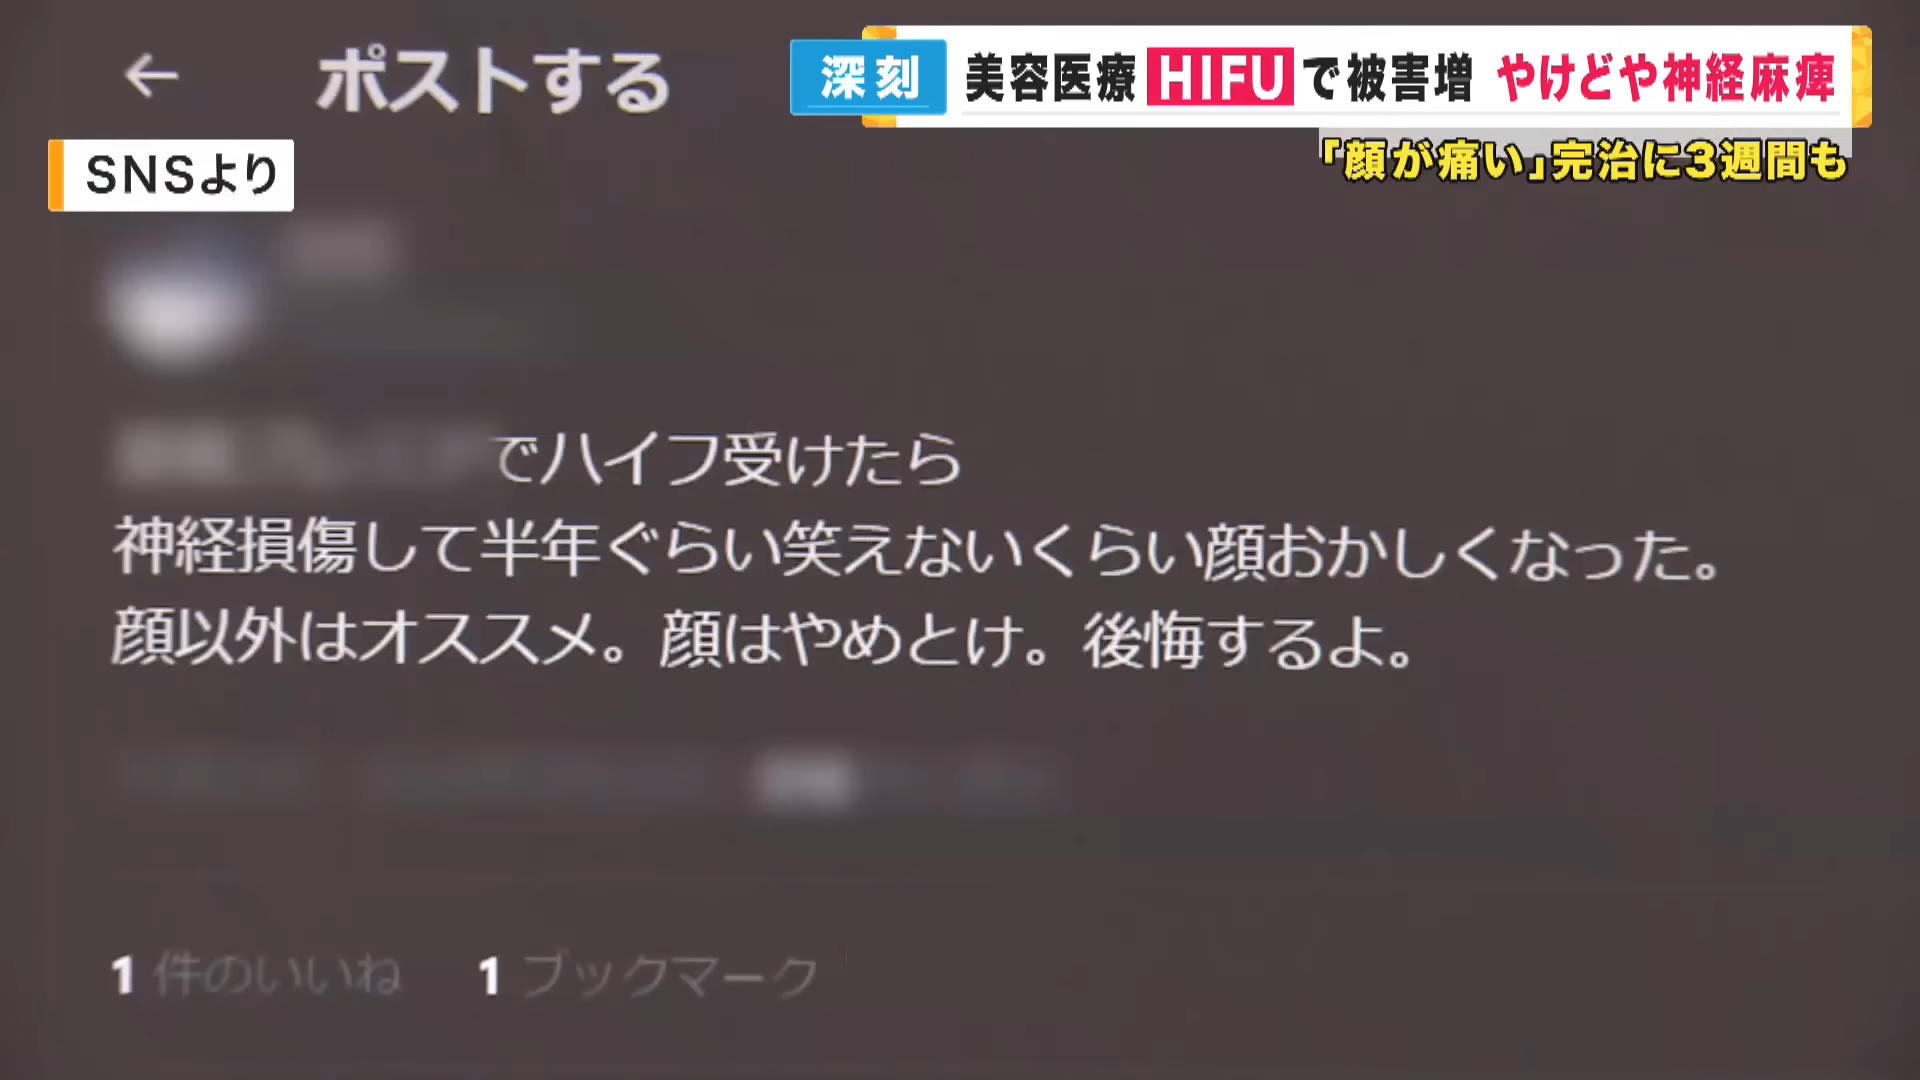 ポストする
深刻
美容医療HIFUで被害増 やけどや神経麻痺
「顔が痛い」完治に3週間も
SNSより
でハイフ受けたら
神経損傷して半年ぐらい笑えないくらい顔おかしくなった。
顔以外はオススメ。顔はやめとけ。後悔するよ。
1 件のいいね 1 ブックマーク